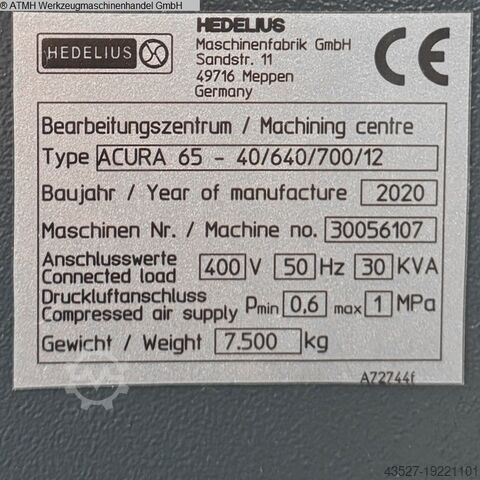 © ATMH Werkzeugmaschinenhandel GmbH
HEDELIUS
HEDELIUS
Maschinenfabrik GmbH
Sandstr. 11
49716 Meppen
Germany
CE
Bearbeitungszentrum / Machining centre
Type ACURA 65 - 40/640/700/12
Baujahr / Year of manufacture 2020
Maschinen Nr. / Machine no. 30056107
Anschlusswerte
Connected load 400 V 50 Hz 30 KVA
Druckluftanschluss
Compressed air supply Pmin 0,6 max 1 MPa
Gewicht / Weight 7.500 kg
A72744f
43527-19221101